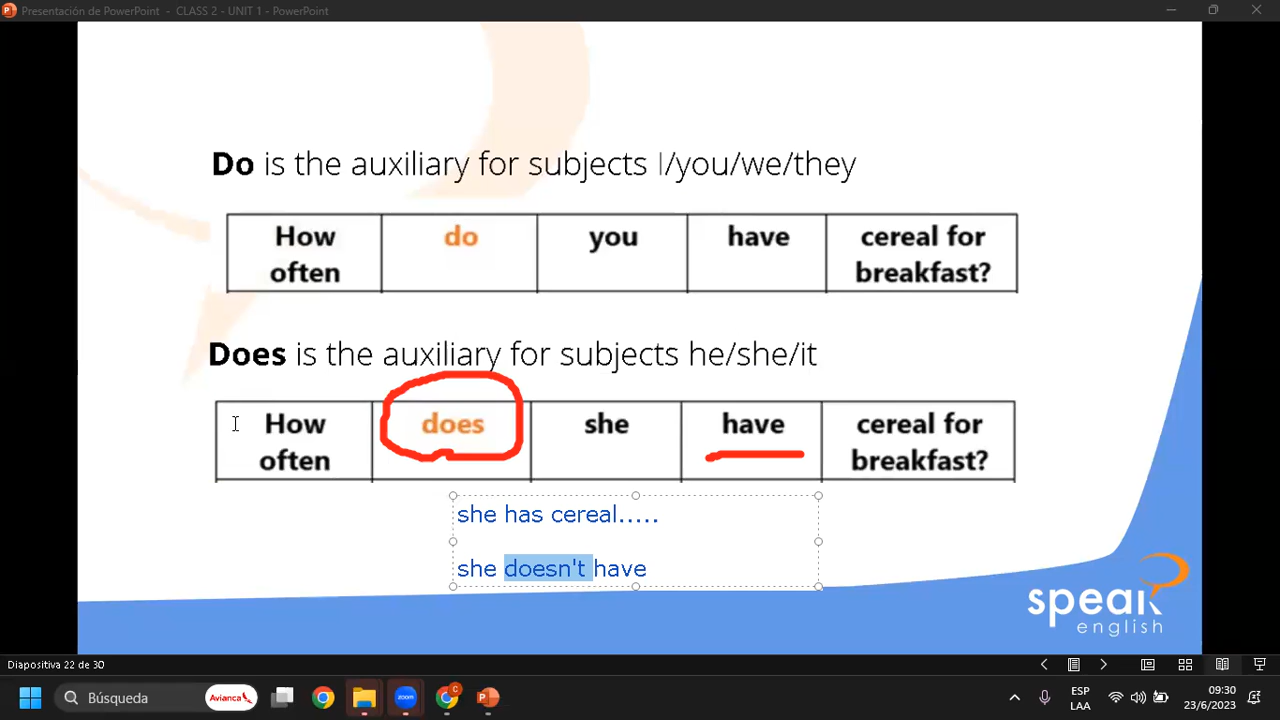 Presentación de PowerPoint - CLASS 2 - UNIT 1 - PowerPoint
Do is the auxiliary for subjects I/you/we/they
How often do you have cereal for breakfast?
Does is the auxiliary for subjects he/she/it
How often does she have cereal for breakfast?
she has cereal.....
she doesn't have
speak
english
Diapositiva 22 de 30
Búsqueda
Avianca
zoom
C
ESP
LAA
09:30
23/6/2023